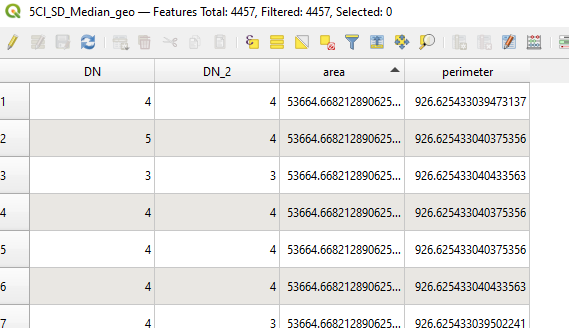 5CI_SD_Median_geo — Features Total: 4457, Filtered: 4457, Selected: 0
DN DN_2 area perimeter
1 4 4 53664.668212890625... 926.625433039473137
2 5 4 53664.668212890625... 926.625433040375356
3 3 3 53664.668212890625... 926.625433040433563
4 4 4 53664.668212890625... 926.625433040375356
5 4 4 53664.668212890625... 926.625433040375356
6 4 4 53664.668212890625... 926.625433040433563
7 4 3 53664.668212890625... 926.625433039502241